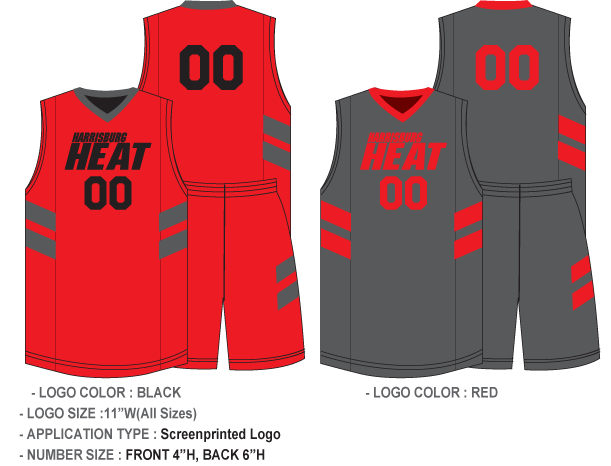 00
00
HARRISBURG
HEAT
00
HARRISBURG
HEAT
00
- LOGO COLOR : BLACK
- LOGO COLOR : RED
- LOGO SIZE :11”W(All Sizes)
- APPLICATION TYPE : Screenprinted Logo
- NUMBER SIZE : FRONT 4”H, BACK 6”H